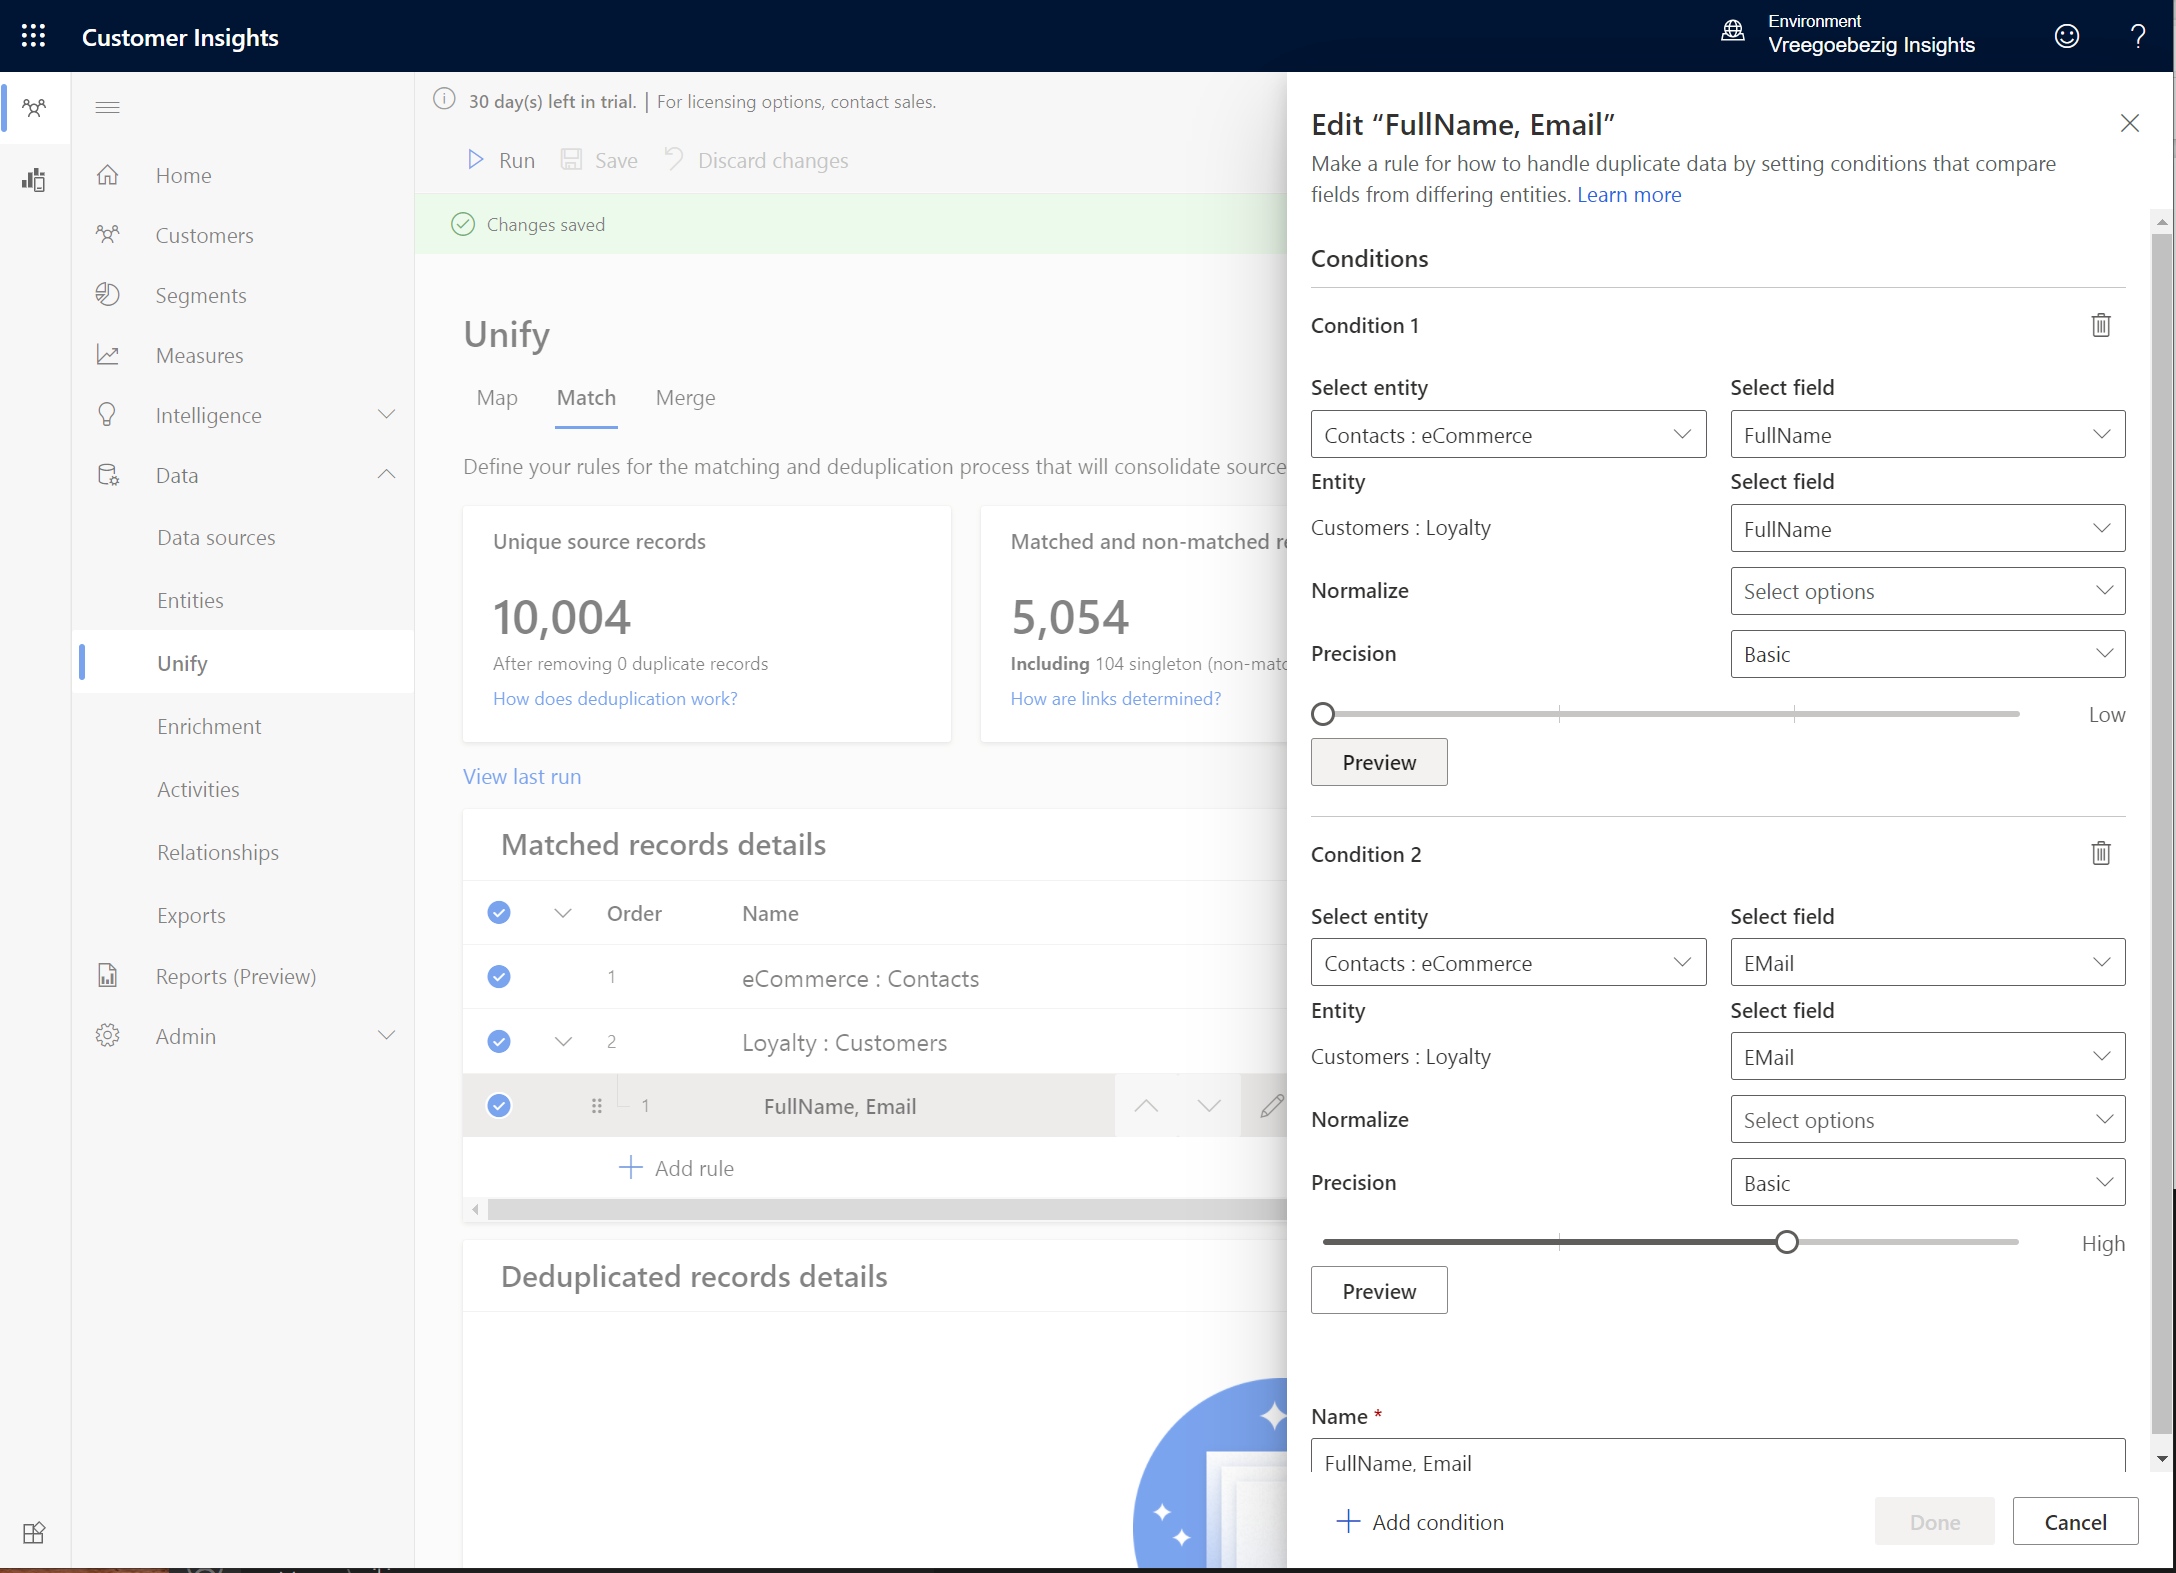 Customer Insights
Environment
Vreegoebezig Insights
?
30 day(s) left in trial. | For licensing options, contact sales.
Run
Save
Discard changes
Changes saved
Home
Customers
Segments
Measures
Intelligence
Data
Data sources
Entities
Unify
Enrichment
Activities
Relationships
Exports
Reports (Preview)
Admin
Unify
Map
Match
Merge
Define your rules for the matching and deduplication process that will consolidate source
Unique source records
10,004
After removing 0 duplicate records
How does deduplication work?
Matched and non-matched re
5,054
Including 104 singleton (non-matc
How are links determined?
View last run
Matched records details
Order Name
1 eCommerce : Contacts
2 Loyalty : Customers
1 FullName, Email
Add rule
Deduplicated records details
Edit “FullName, Email”
Make a rule for how to handle duplicate data by setting conditions that compare
fields from differing entities. Learn more
Conditions
Condition 1
Select entity Select field
Contacts : eCommerce FullName
Entity Select field
Customers : Loyalty FullName
Normalize Select options
Precision Basic
Low
Preview
Condition 2
Select entity Select field
Contacts : eCommerce EMail
Entity Select field
Customers : Loyalty EMail
Normalize Select options
Precision Basic
High
Preview
Name *
FullName, Email
Add condition
Done
Cancel